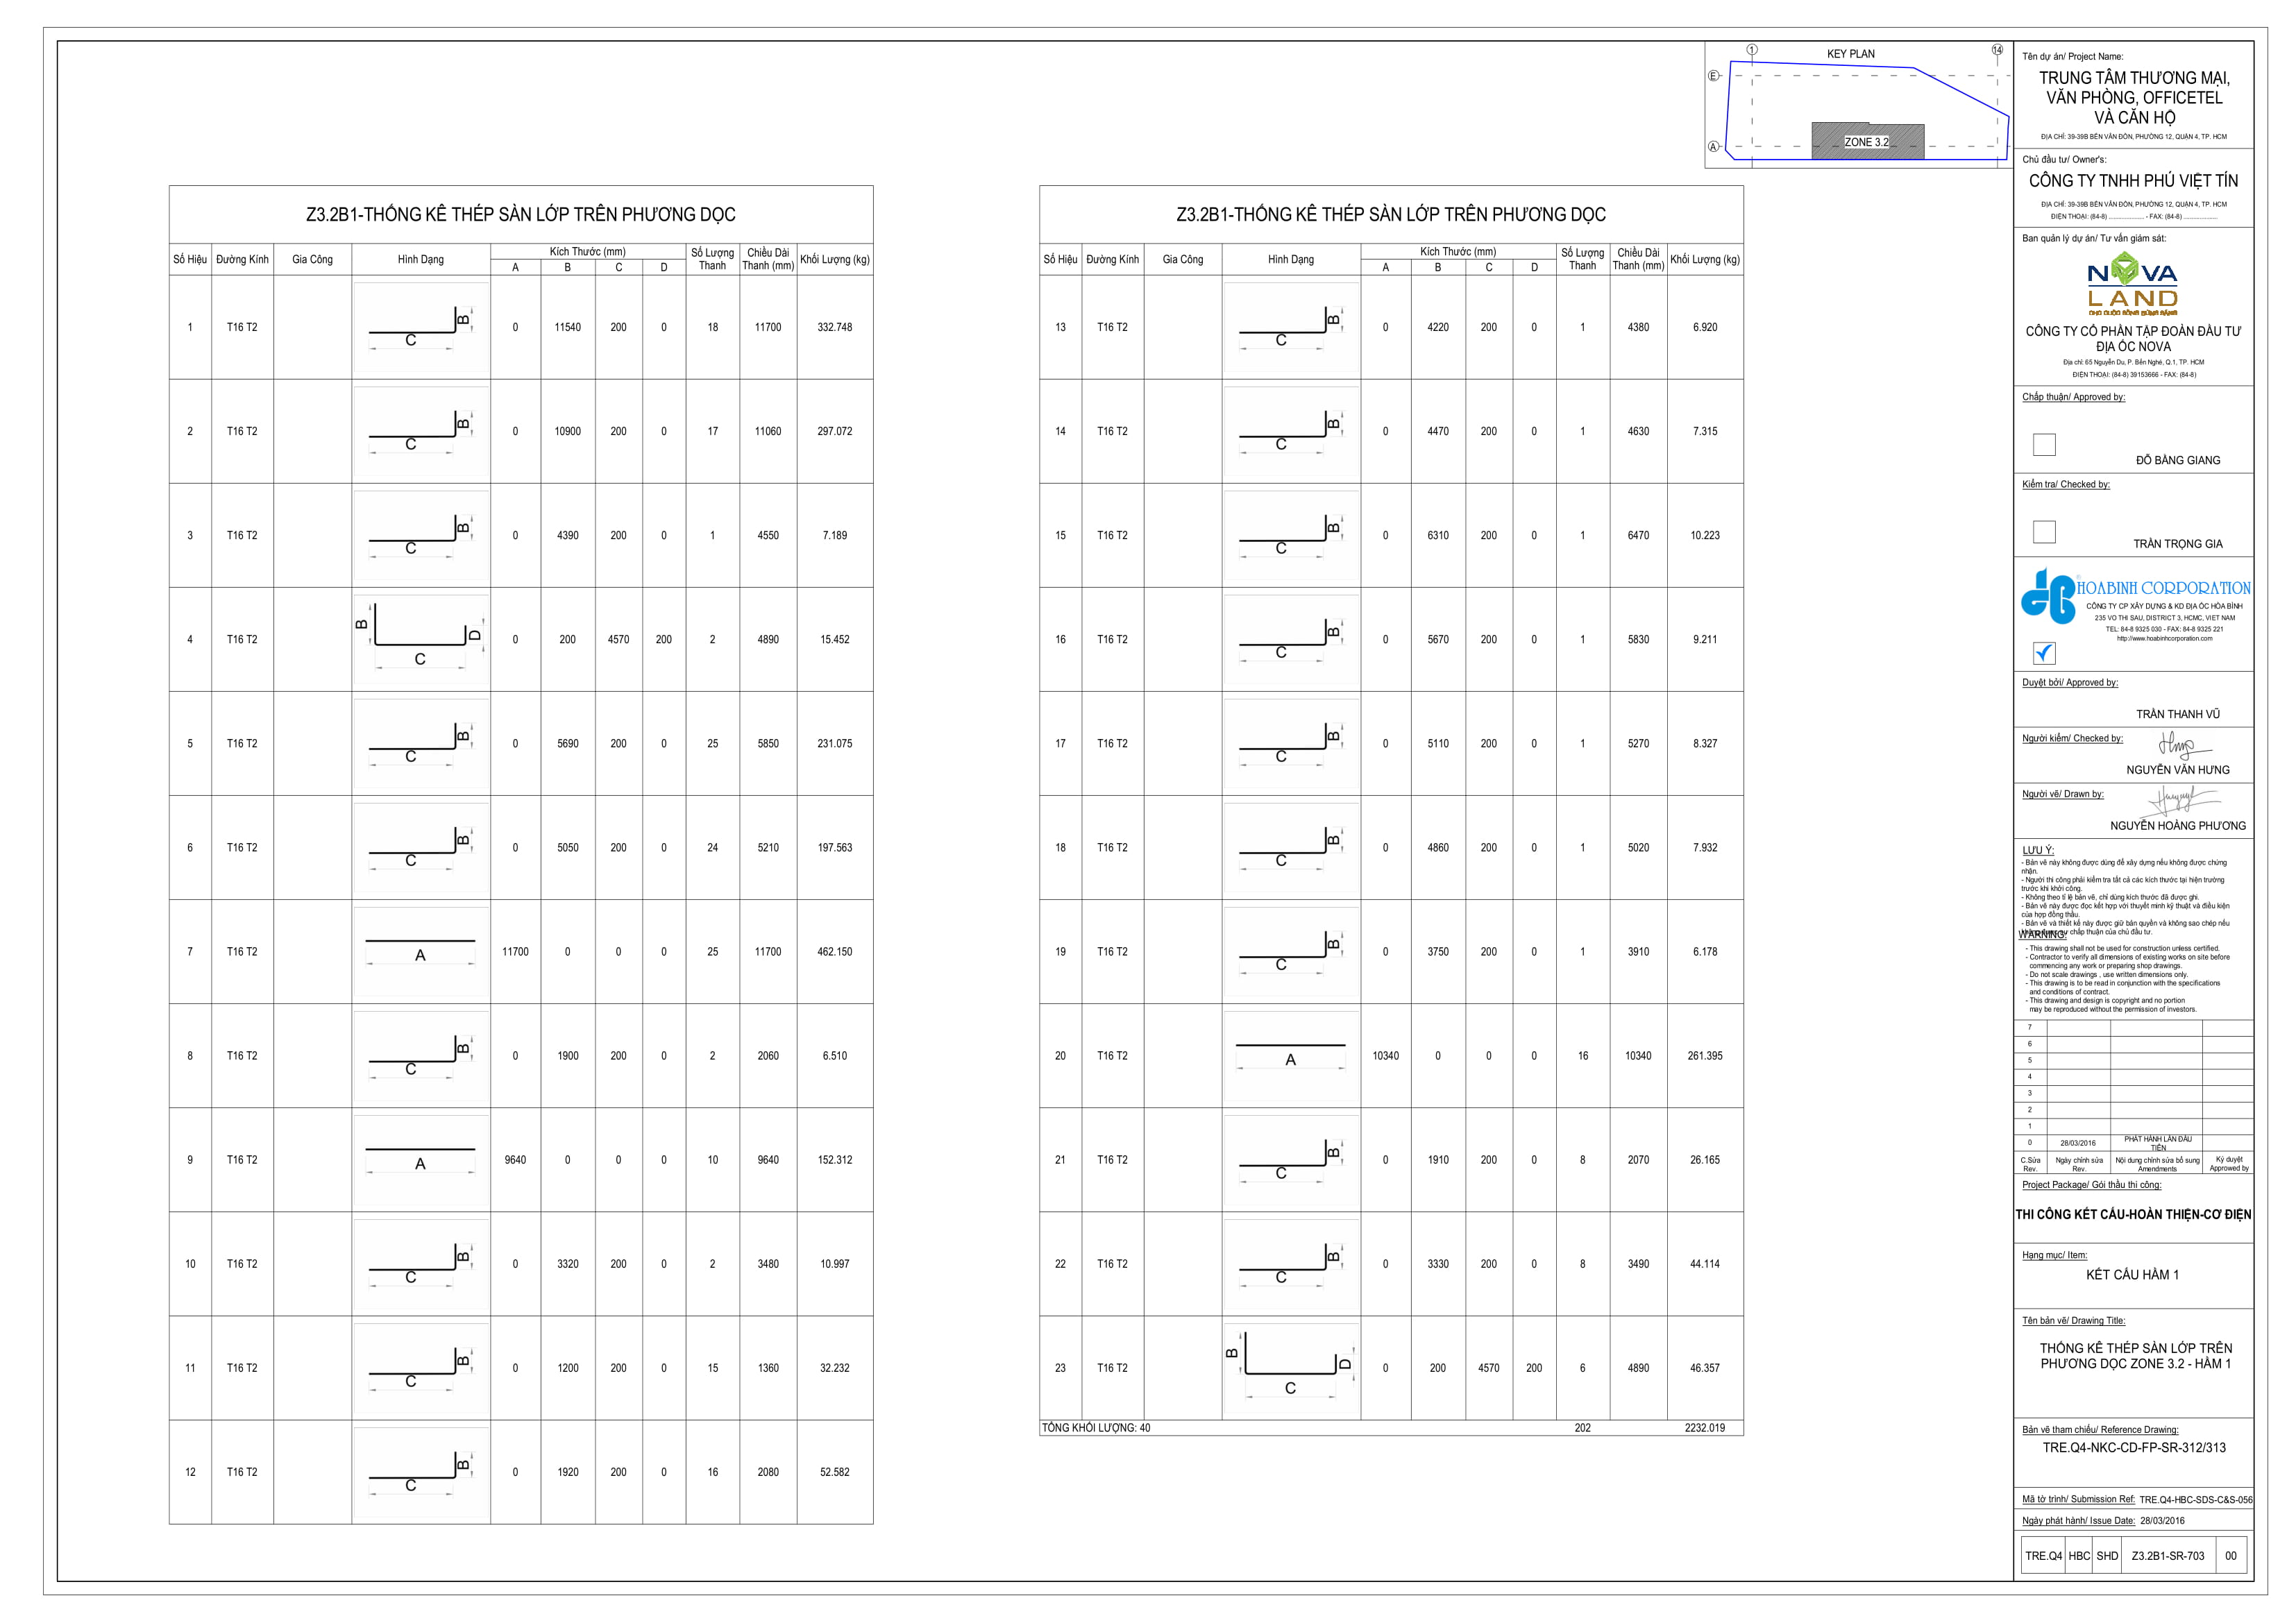 KEY PLAN
1
14
E
A
ZONE 3.2
Z3.2B1-THỐNG KÊ THÉP SÀN LỚP TRÊN PHƯƠNG DỌC
Số Hiệu Đường Kính Gia Công Hình Dạng Kích Thước (mm) Số Lượng Thanh Chiều Dài Thanh (mm) Khối Lượng (kg)
A B C D
1 T16 T2 B C 0 11540 200 0 18 11700 332.748
2 T16 T2 B C 0 10900 200 0 17 11060 297.072
3 T16 T2 B C 0 4390 200 0 1 4550 7.189
4 T16 T2 B D C 0 200 4570 200 2 4890 15.452
5 T16 T2 B C 0 5690 200 0 25 5850 231.075
6 T16 T2 B C 0 5050 200 0 24 5210 197.563
7 T16 T2 A 11700 0 0 0 25 11700 462.150
8 T16 T2 B C 0 1900 200 0 2 2060 6.510
9 T16 T2 A 9640 0 0 0 10 9640 152.312
10 T16 T2 B C 0 3320 200 0 2 3480 10.997
11 T16 T2 B C 0 1200 200 0 15 1360 32.232
12 T16 T2 B C 0 1920 200 0 16 2080 52.582
Z3.2B1-THỐNG KÊ THÉP SÀN LỚP TRÊN PHƯƠNG DỌC
Số Hiệu Đường Kính Gia Công Hình Dạng Kích Thước (mm) Số Lượng Thanh Chiều Dài Thanh (mm) Khối Lượng (kg)
A B C D
13 T16 T2 B C 0 4220 200 0 1 4380 6.920
14 T16 T2 B C 0 4470 200 0 1 4630 7.315
15 T16 T2 B C 0 6310 200 0 1 6470 10.223
16 T16 T2 B C 0 5670 200 0 1 5830 9.211
17 T16 T2 B C 0 5110 200 0 1 5270 8.327
18 T16 T2 B C 0 4860 200 0 1 5020 7.932
19 T16 T2 B C 0 3750 200 0 1 3910 6.178
20 T16 T2 A 10340 0 0 0 16 10340 261.395
21 T16 T2 B C 0 1910 200 0 8 2070 26.165
22 T16 T2 B C 0 3330 200 0 8 3490 44.114
23 T16 T2 B D C 0 200 4570 200 6 4890 46.357
TỔNG KHỐI LƯỢNG: 40 202 2232.019
Tên dự án/ Project Name:
TRUNG TÂM THƯƠNG MẠI,
VĂN PHÒNG, OFFICETEL
VÀ CĂN HỘ
ĐỊA CHỈ: 39-39B BẾN VÂN ĐỒN, PHƯỜNG 12, QUẬN 4, TP. HCM
Chủ đầu tư/ Owner's:
CÔNG TY TNHH PHÚ VIỆT TÍN
ĐỊA CHỈ: 39-39B BẾN VÂN ĐỒN, PHƯỜNG 12, QUẬN 4, TP. HCM
ĐIỆN THOẠI: (84-8) .................... - FAX: (84-8) ....................
Ban quản lý dự án/ Tư vấn giám sát:
NOVA
LAND
CÔNG TY CỔ PHẦN TẬP ĐOÀN ĐẦU TƯ
ĐỊA ỐC NOVA
Địa chỉ: 65 Nguyễn Du, P. Bến Nghé, Q.1, TP. HCM
ĐIỆN THOẠI: (84-8) 39153666 - FAX: (84-8)
Chấp thuận/ Approved by:
ĐỖ BẰNG GIANG
Kiểm tra/ Checked by:
TRẦN TRỌNG GIA
HOABINH CORPORATION
CÔNG TY CP XÂY DỰNG & KD ĐỊA ỐC HÒA BÌNH
235 VO THI SAU, DISTRICT 3, HCMC, VIET NAM
TEL: 84-8 9325 030 - FAX: 84-8 9325 221
http://www.hoabinhcorporation.com
Duyệt bởi/ Approved by:
TRẦN THANH VŨ
Người kiểm/ Checked by:
NGUYỄN VĂN HƯNG
Người vẽ/ Drawn by:
NGUYỄN HOÀNG PHƯƠNG
LƯU Ý:
- Bản vẽ này không được dùng để xây dựng nếu không được chứng
nhận.
- Người thi công phải kiểm tra tất cả các kích thước tại hiện trường
trước khi khởi công.
- Không theo tỉ lệ bản vẽ, chỉ dùng kích thước đã được ghi.
- Bản vẽ này được đọc kết hợp với thuyết minh kỹ thuật và điều kiện
của hợp đồng thầu.
- Bản vẽ và thiết kế này được giữ bản quyền và không sao chép nếu
chấp thuận của chủ đầu tư.
WARNING:
- This drawing shall not be used for construction unless certified.
- Contractor to verify all dimensions of existing works on site before
commencing any work or preparing shop drawings.
- Do not scale drawings , use written dimensions only.
- This drawing is to be read in conjunction with the specifications
and conditions of contract.
- This drawing and design is copyright and no portion
may be reproduced without the permission of investors.
7
6
5
4
3
2
1
0 28/03/2016 PHÁT HÀNH LẦN ĐẦU TIÊN
C.Sửa Ngày chỉnh sửa Nội dung chỉnh sửa bổ sung Ký duyệt
Rev. Rev. Amendments Approved by
Project Package/ Gói thầu thi công:
THI CÔNG KẾT CẤU-HOÀN THIỆN-CƠ ĐIỆN
Hạng mục/ Item:
KẾT CẤU HẦM 1
Tên bản vẽ/ Drawing Title:
THỐNG KÊ THÉP SÀN LỚP TRÊN
PHƯƠNG DỌC ZONE 3.2 - HẦM 1
Bản vẽ tham chiếu/ Reference Drawing:
TRE.Q4-NKC-CD-FP-SR-312/313
Mã tờ trình/ Submission Ref: TRE.Q4-HBC-SDS-C&S-056
Ngày phát hành/ Issue Date: 28/03/2016
TRE.Q4 HBC SHD Z3.2B1-SR-703 00